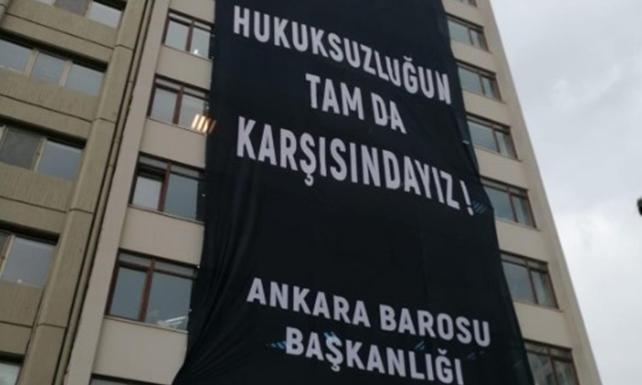 HUKUKSUZLUĞUN
TAM DA
KARŞISINDAYIZ!
ANKARA BAROSU
BAŞKANLIĞI